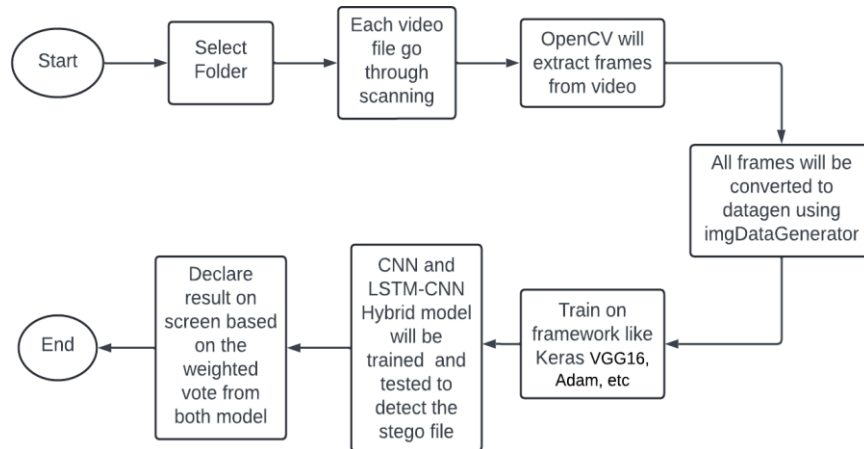 Start
Select
Folder
Each video
file go
through
scanning
OpenCV will
extract frames
from video
All frames will be
converted to
datagen using
imgDataGenerator
Train on
framework like
Keras VGG16,
Adam, etc
CNN and
LSTM-CNN
Hybrid model
will be
trained and
tested to
detect the
stego file
Declare
result on
screen based
on the
weighted
vote from
both model
End